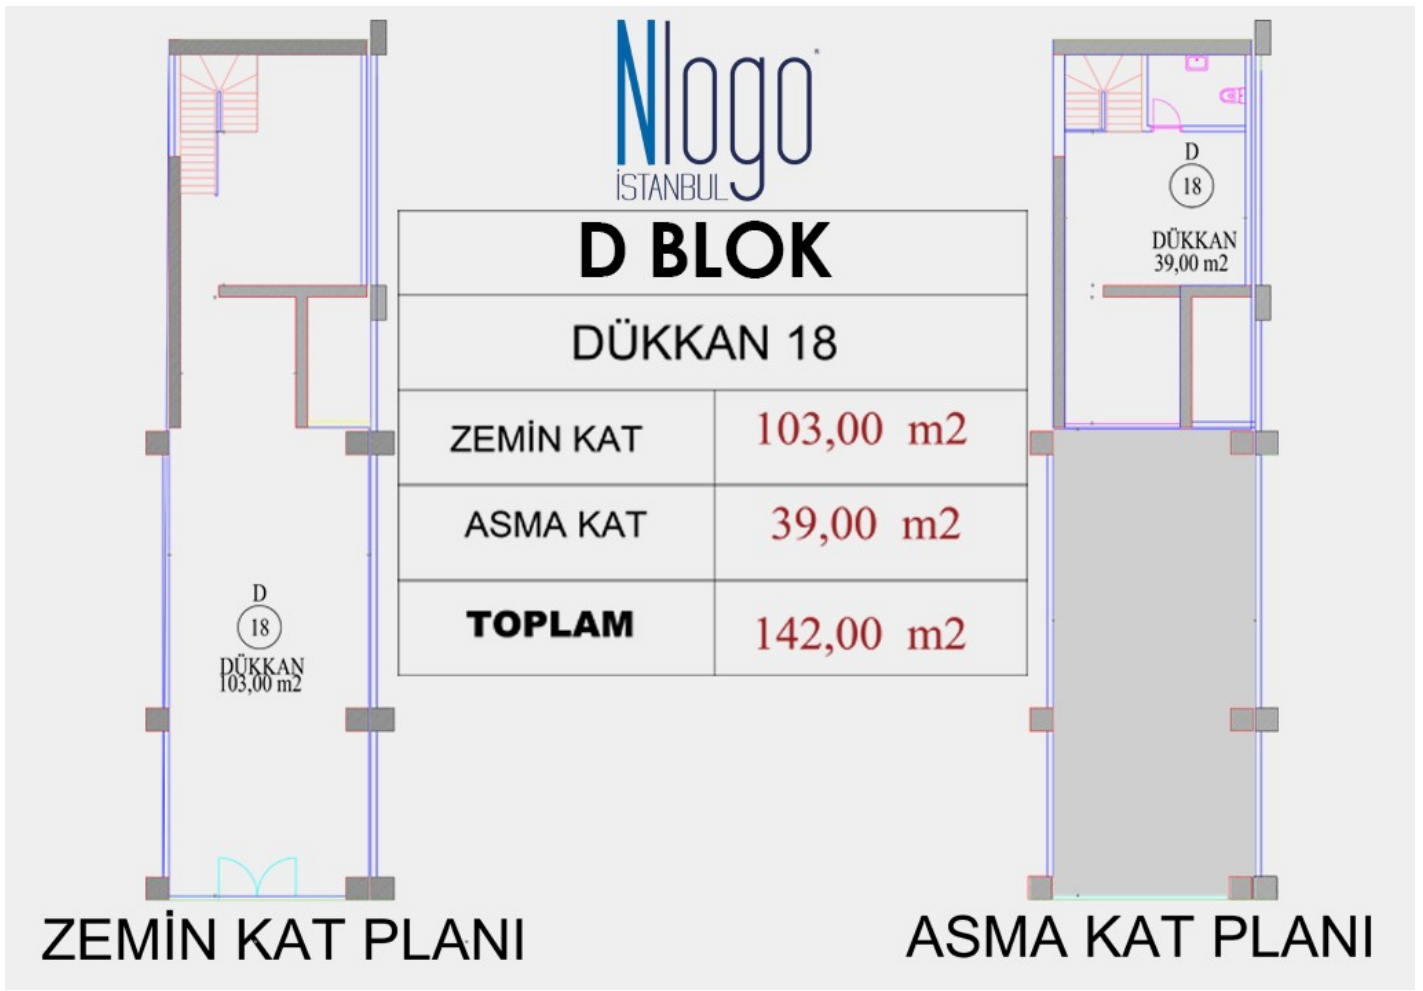 Nlogo
İSTANBUL
D BLOK
DÜKKAN 18
ZEMİN KAT 103,00 m2
ASMA KAT 39,00 m2
TOPLAM 142,00 m2
D
18
DÜKKAN
103,00 m2
ZEMİN KAT PLANI
D
18
DÜKKAN
39,00 m2
ASMA KAT PLANI